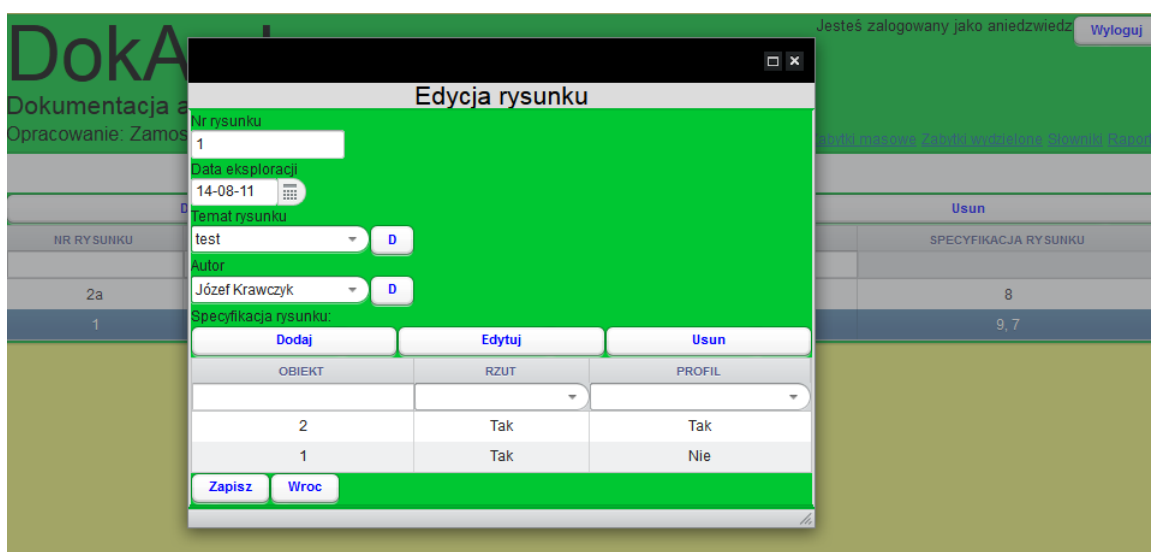 Jesteś zalogowany jako aniedzwiedz Wyloguj
DokA
Dokumentacja a
Opracowanie: Zamos
Zabytki masowe Zabytki wydzielone Słowniki Raport
Edycja rysunku
Nr rysunku
1
Data eksploracji
14-08-11
Temat rysunku
test D
Autor
Józef Krawczyk D
Specyfikacja rysunku:
Dodaj Edytuj Usun
OBIEKT RZUT PROFIL
2 Tak Tak
1 Tak Nie
Zapisz Wroc
D Usun
NR RYSUNKU SPECYFIKACJA RYSUNKU
2a 8
1 9, 7